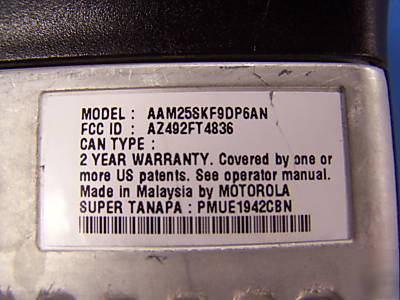 MODEL : AAM25SKF9DP6AN
FCC ID : AZ492FT4836
CAN TYPE :
2 YEAR WARRANTY. Covered by one or
more US patents. See operator manual.
Made in Malaysia by MOTOROLA
SUPER TANAPA : PMUE1942CBN